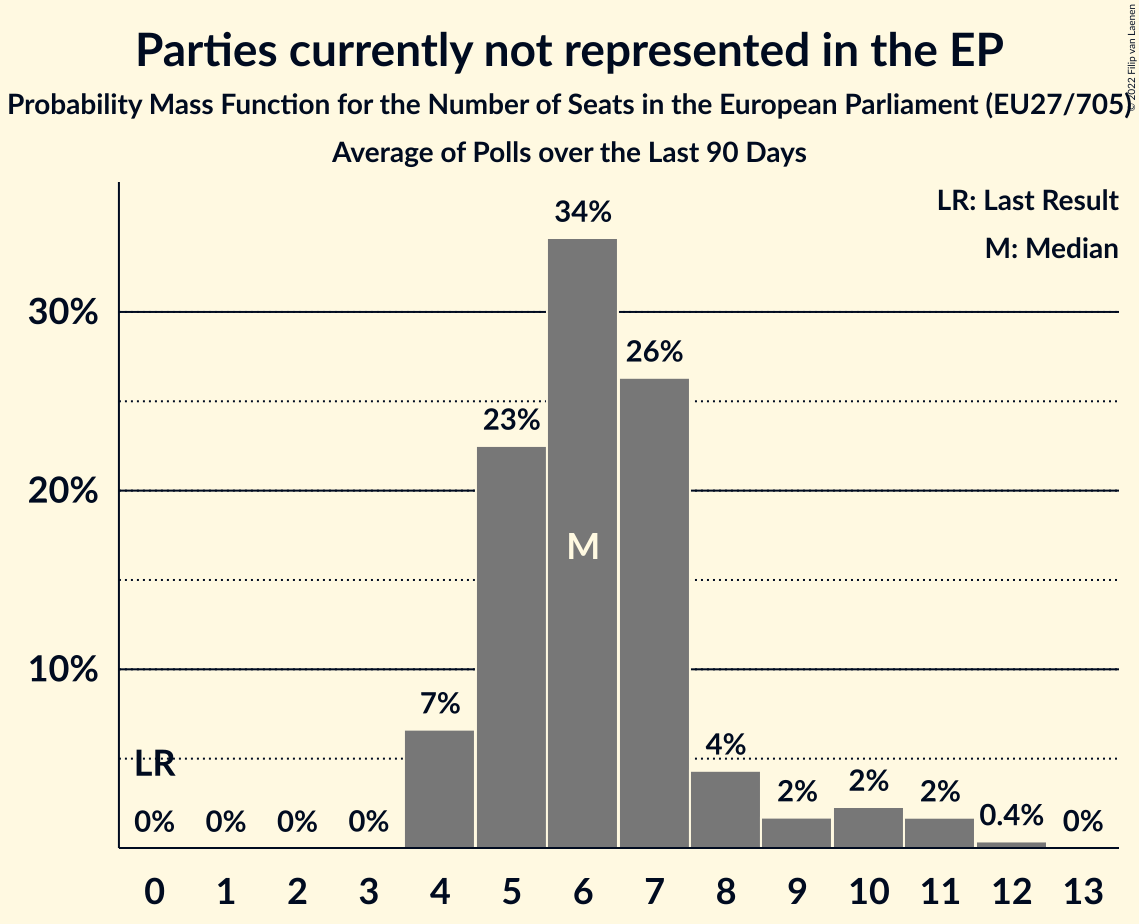 Parties currently not represented in the EP
Probability Mass Function for the Number of Seats in the European Parliament (EU27/705)
Average of Polls over the Last 90 Days
© 2022 Filip van Laenen
LR: Last Result
M: Median
34%
30%
26%
23%
20%
M
10%
7%
4%
LR
0% 0% 0% 0% 2% 2% 2% 0.4% 0%
0 1 2 3 4 5 6 7 8 9 10 11 12 13